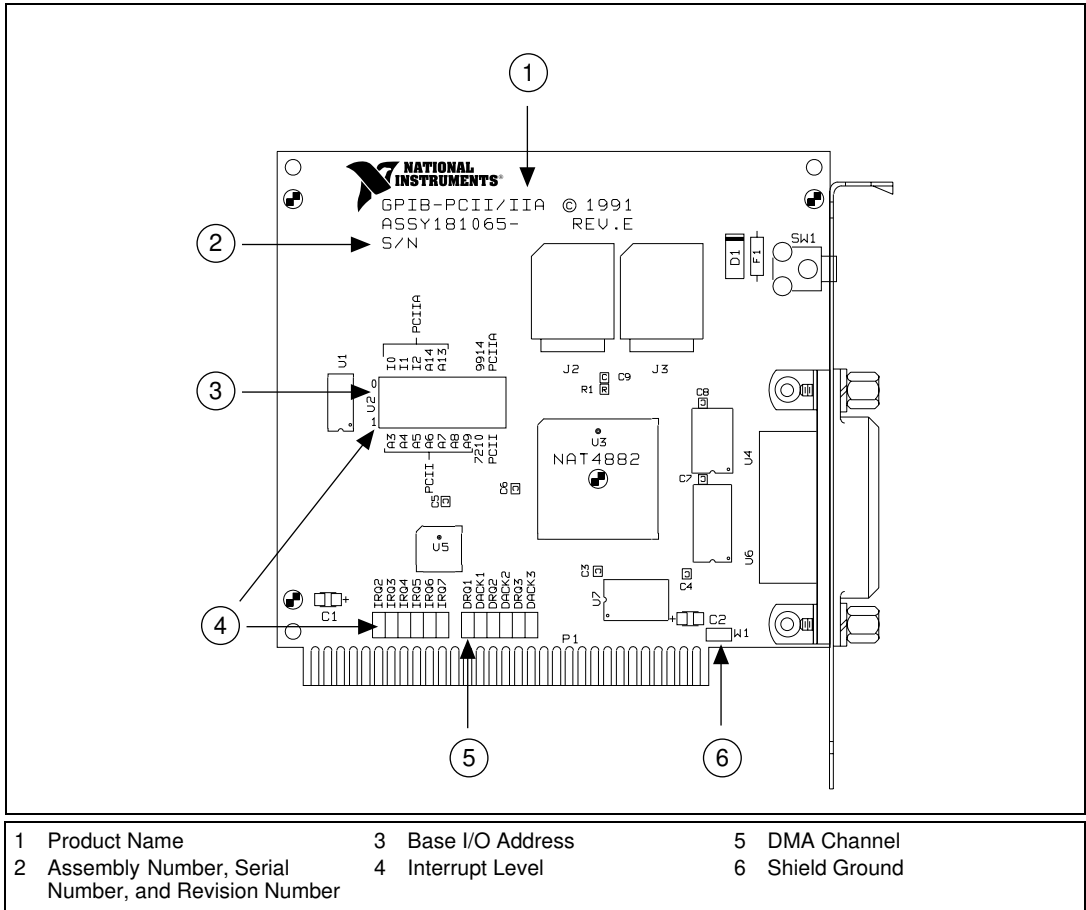 1
NATIONAL
INSTRUMENTS®
GPIB-PCII/IIA © 1991
ASSY181065- REV.E
S/N
2
SW1
D1
F1
PCIIA
I0
I1
I2
A14
A13
9914
PCIIA
U1
J2
J3
C9
R1
C
R
3
0
U2
1
A3
A4
A5
A6
A7
A8
A9
7210
PCII
PCII
C8
U3
NAT4882
U4
C7
C6
C5
U5
U6
IRQ2
IRQ3
IRQ4
IRQ5
IRQ6
IRQ7
DRQ1
DACK1
DRQ2
DACK2
DRQ3
DACK3
C3
C4
U7
C1
+
+
C2
W1
P1
4
5
6
1 Product Name
2 Assembly Number, Serial
Number, and Revision Number
3 Base I/O Address
4 Interrupt Level
5 DMA Channel
6 Shield Ground